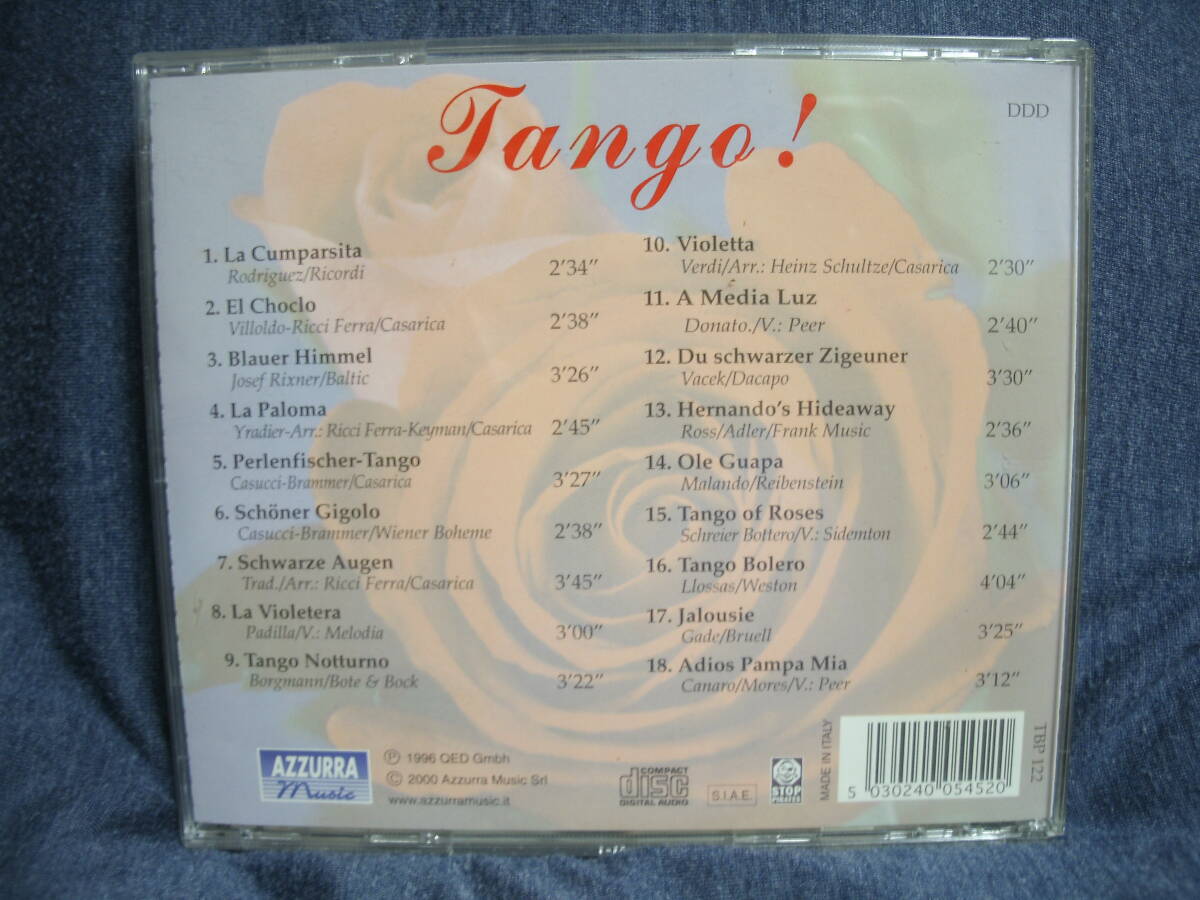 Tango!
DDD
1. La Cumparsita
Rodriguez/Ricordi 2'34"
2. El Choclo
Villoldo-Ricci Ferra/Casarica 2'38"
3. Blauer Himmel
Josef Rixner/Baltic 3'26"
4. La Paloma
Yradier-Arr.: Ricci Ferra-Keyman/Casarica 2'45"
5. Perlenfischer-Tango
Casucci-Brammer/Casarica 3'27"
6. Schöner Gigolo
Casucci-Brammer/Wiener Boheme 2'38"
7. Schwarze Augen
Trad./Arr.: Ricci Ferra/Casarica 3'45"
8. La Violetera
Padilla/V.: Melodia 3'00"
9. Tango Notturno
Borgmann/Bote & Bock 3'22"
10. Violetta
Verdi/Arr.: Heinz Schultze/Casarica 2'30"
11. A Media Luz
Donato./V.: Peer 2'40"
12. Du schwarzer Zigeuner
Vacek/Dacapo 3'30"
13. Hernando's Hideaway
Ross/Adler/Frank Music 2'36"
14. Ole Guapa
Malando/Reibenstein 3'06"
15. Tango of Roses
Schreier Bottero/V.: Sidemton 2'44"
16. Tango Bolero
Llossas/Weston 4'04"
17. Jalousie
Gade/Bruell 3'25"
18. Adios Pampa Mia
Canaro/Mores/V.: Peer 3'12"
AZZURRA
Music
℗ 1996 QED Gmbh
© 2000 Azzurra Music Srl
www.azzurramusic.it
COMPACT
disc
DIGITAL AUDIO
S.I.A.E.
STOP
PIRATES
MADE IN ITALY
5 030240 054520
TBP 122